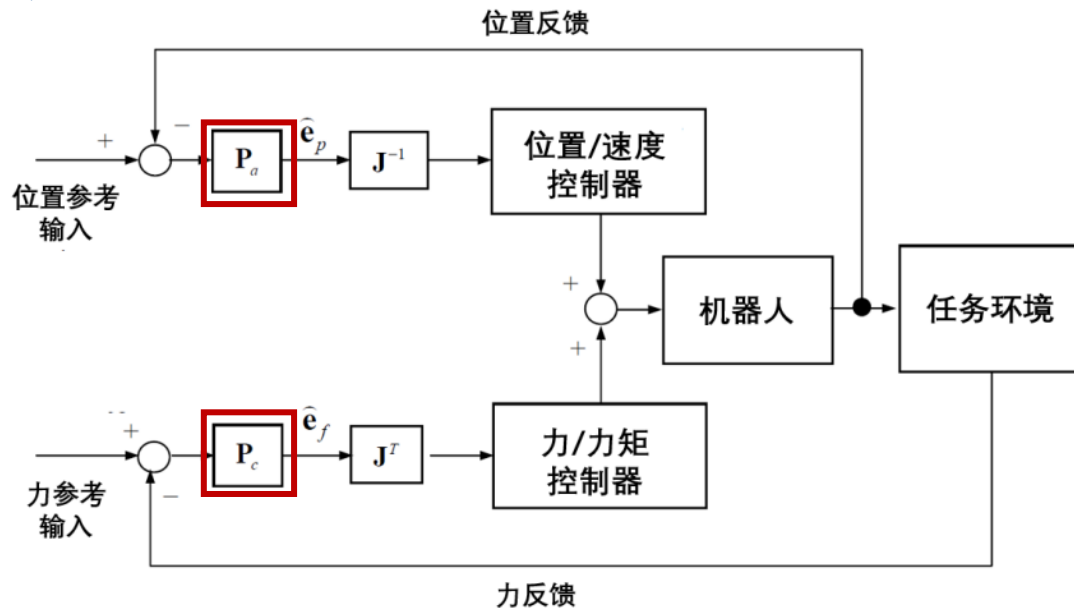 位置反馈
+
−
P_a
ê_p
J⁻¹
位置/速度
控制器
位置参考
输入
+
机器人
任务环境
+
+
−
P_c
ê_f
J^T
力/力矩
控制器
力参考
输入
力反馈